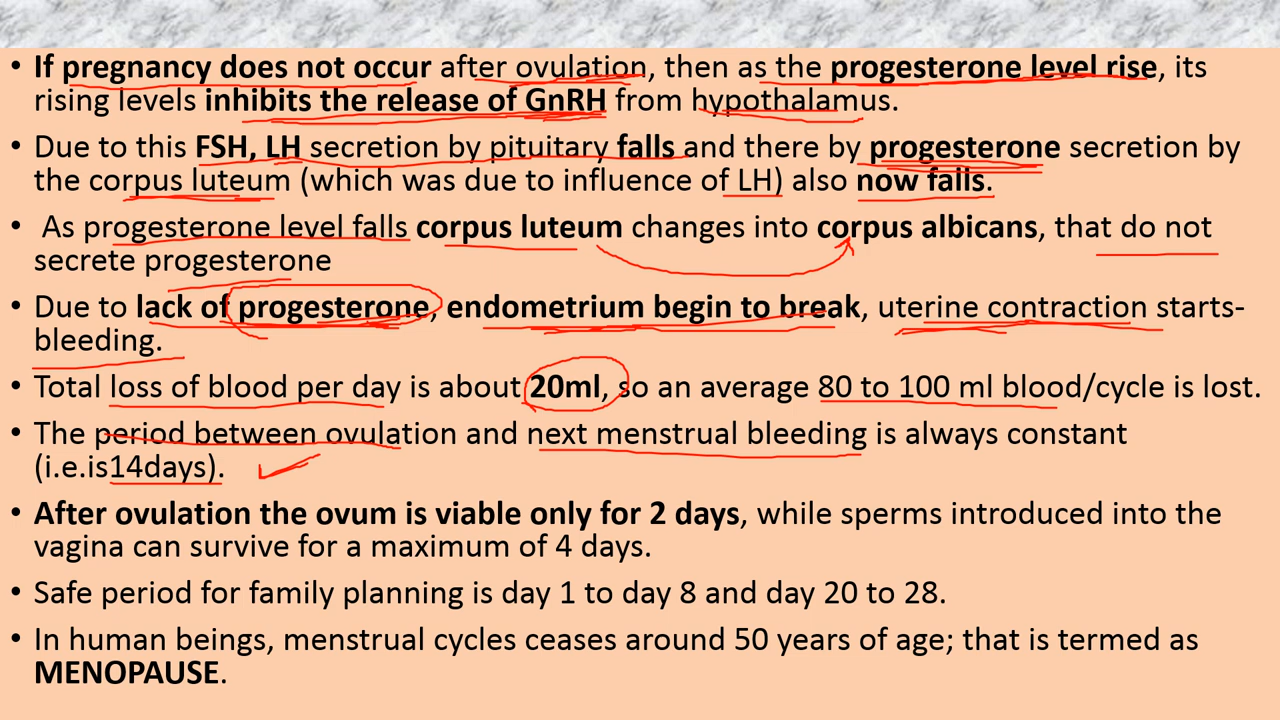 • If pregnancy does not occur after ovulation, then as the progesterone level rise, its
rising levels inhibits the release of GnRH from hypothalamus.
• Due to this FSH, LH secretion by pituitary falls and there by progesterone secretion by
the corpus luteum (which was due to influence of LH) also now falls.
• As progesterone level falls corpus luteum changes into corpus albicans, that do not
secrete progesterone
• Due to lack of progesterone, endometrium begin to break, uterine contraction starts-
bleeding.
• Total loss of blood per day is about 20ml, so an average 80 to 100 ml blood/cycle is lost.
• The period between ovulation and next menstrual bleeding is always constant
(i.e.is14days).
• After ovulation the ovum is viable only for 2 days, while sperms introduced into the
vagina can survive for a maximum of 4 days.
• Safe period for family planning is day 1 to day 8 and day 20 to 28.
• In human beings, menstrual cycles ceases around 50 years of age; that is termed as
MENOPAUSE.